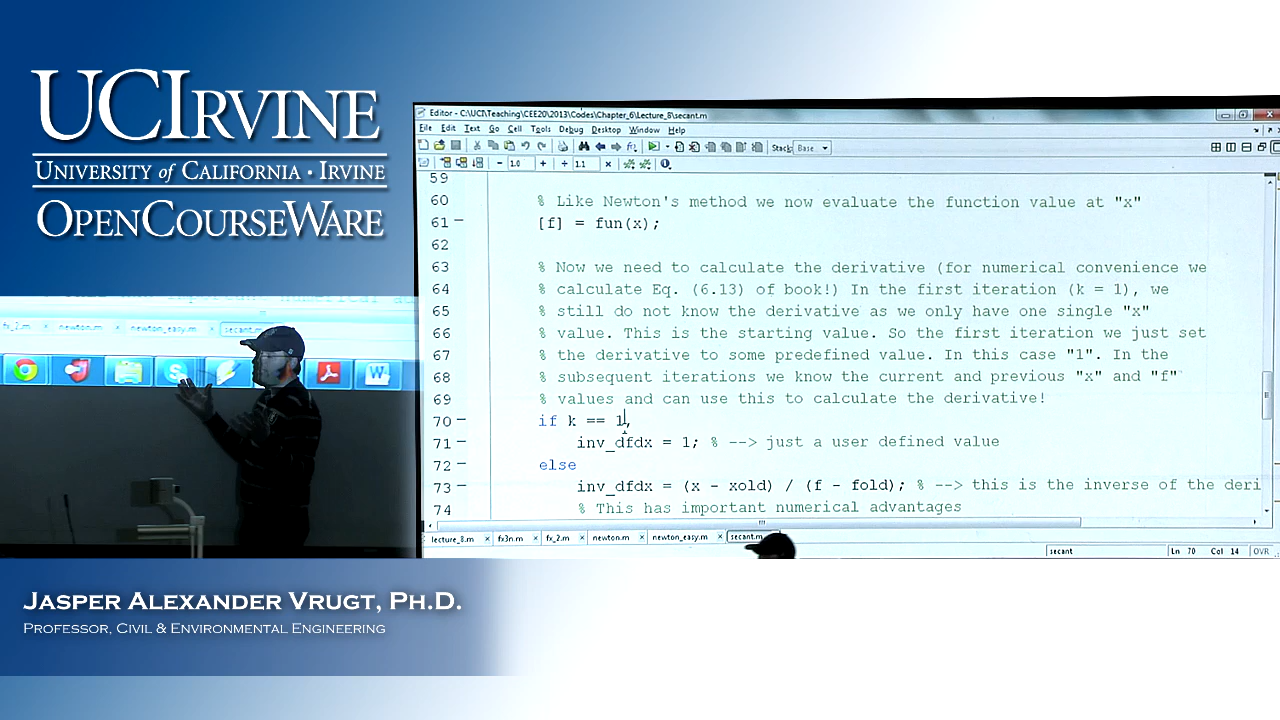 UCIRVINE
UNIVERSITY of CALIFORNIA · IRVINE
OPENCOURSEWARE
fx_2.m × newton.m × newton_easy.m × secant.m
JASPER ALEXANDER VRUGT, PH.D.
PROFESSOR, CIVIL & ENVIRONMENTAL ENGINEERING
Editor - C:\UCI\Teaching\CEE20\2013\Codes\Chapter_6\Lecture_8\secant.m
File Edit Text Go Cell Tools Debug Desktop Window Help
Stack: Base
− 1.0 + ÷ 1.1 ×
59
60 % Like Newton's method we now evaluate the function value at "x"
61 − [f] = fun(x);
62
63 % Now we need to calculate the derivative (for numerical convenience we
64 % calculate Eq. (6.13) of book!) In the first iteration (k = 1), we
65 % still do not know the derivative as we only have one single "x"
66 % value. This is the starting value. So the first iteration we just set
67 % the derivative to some predefined value. In this case "1". In the
68 % subsequent iterations we know the current and previous "x" and "f"
69 % values and can use this to calculate the derivative!
70 − if k == 1,
71 − inv_dfdx = 1; % --> just a user defined value
72 − else
73 − inv_dfdx = (x - xold) / (f - fold); % --> this is the inverse of the deri
74 % This has important numerical advantages
lecture_8.m × fx3n.m × fx_2.m × newton.m × newton_easy.m × secant.m
secant Ln 70 Col 14 OVR